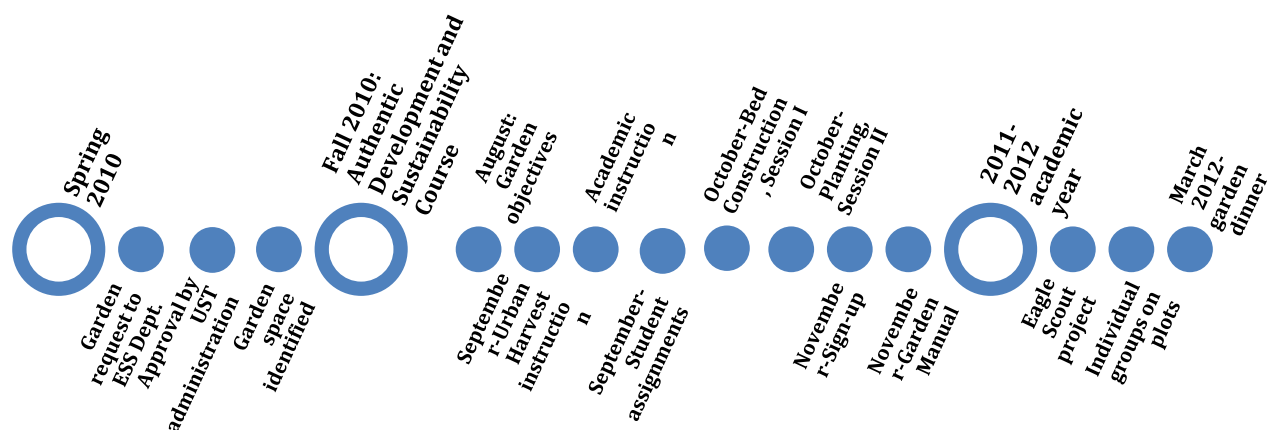 Spring
2010
Garden
request to
ESS Dept.
Approval by
UST
administration
Garden
space
identified
Fall 2010:
Authentic
Development and
Sustainability
Course
August:
Garden
objectives
Septembe
r-Urban
Harvest
instructio
n
Academic
instructio
n
September-
Student
assignments
October-Bed
Construction
, Session I
October-
Planting,
Session II
Novembe
r-Sign-up
Novembe
r-Garden
Manual
2011-
2012
academic
year
Eagle
Scout
project
Individual
groups on
plots
March
2012-
garden
dinner